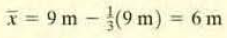 x̄ = 9 m − 1/3(9 m) = 6 m